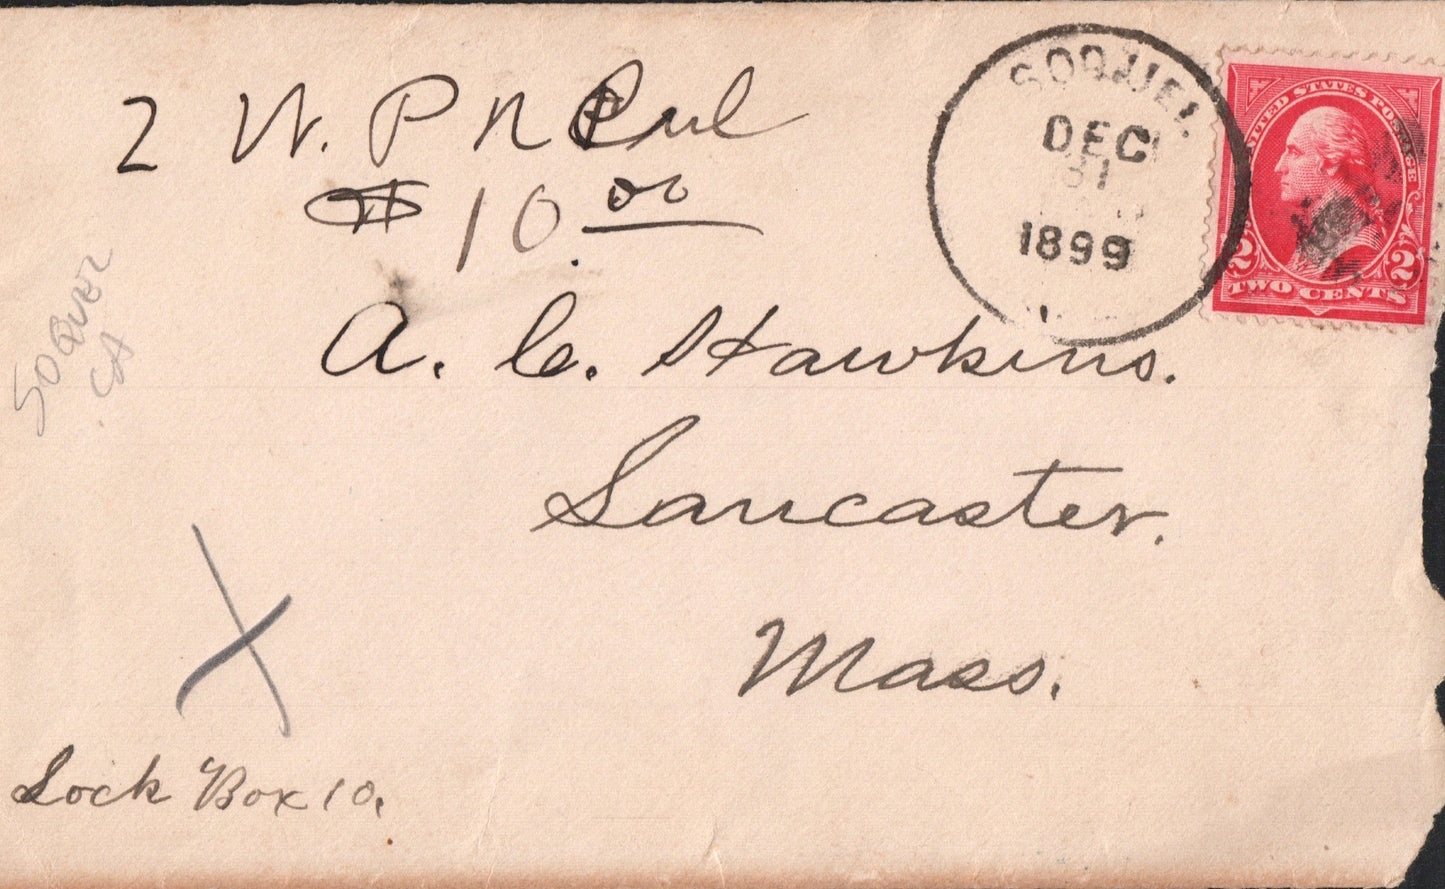 2 W. P. N
$10.00
SOQUEL
DEC
31
1899
UNITED STATES POSTAGE
2 2
TWO CENTS
A. C. Hawkins.
Lancaster.
Mass.
SOQUEL
CA
X
Lock Box 10.